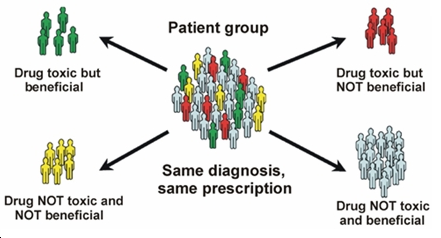 Patient group
Drug toxic but
beneficial
Drug toxic but
NOT beneficial
Same diagnosis,
same prescription
Drug NOT toxic and
NOT beneficial
Drug NOT toxic
and beneficial